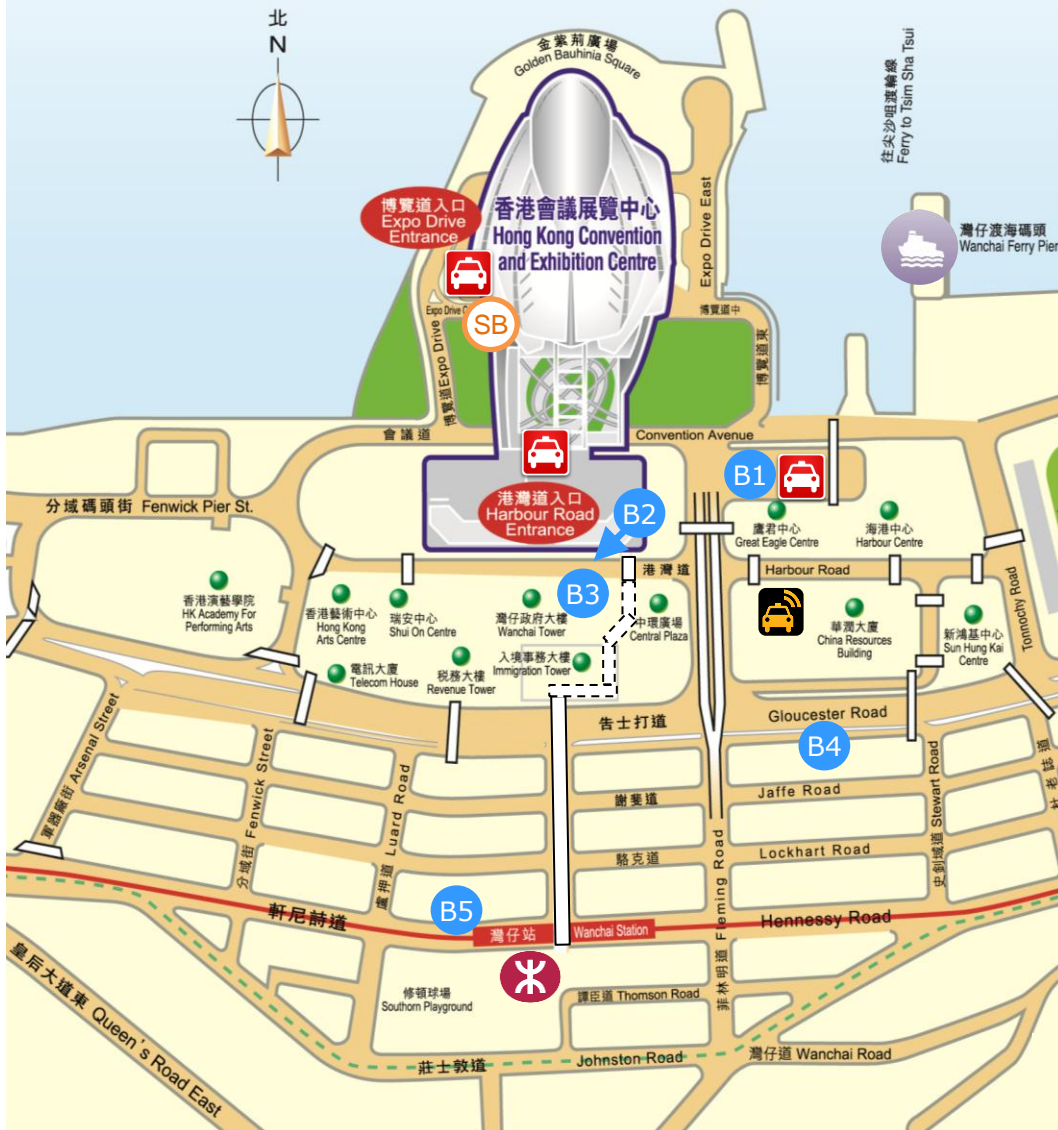 北
N
金紫荊廣場
Golden Bauhinia Square
往尖沙咀渡輪線
Ferry to Tsim Sha Tsui
博覽道入口
Expo Drive
Entrance
香港會議展覽中心
Hong Kong Convention
and Exhibition Centre
Expo Drive East
灣仔渡海碼頭
Wanchai Ferry Pier
Expo Drive
SB
博覽道中
博覽道Expo Drive
博覽道東
會議道
Convention Avenue
港灣道入口
Harbour Road
Entrance
B1
B2
分域碼頭街 Fenwick Pier St.
鷹君中心
Great Eagle Centre
海港中心
Harbour Centre
港灣道
Harbour Road
B3
香港演藝學院
HK Academy For
Performing Arts
香港藝術中心
Hong Kong
Arts Centre
瑞安中心
Shui On Centre
灣仔政府大樓
Wanchai Tower
中環廣場
Central Plaza
華潤大廈
China Resources
Building
新鴻基中心
Sun Hung Kai
Centre
Tonnochy Road
電訊大廈
Telecom House
稅務大樓
Revenue Tower
入境事務大樓
Immigration Tower
告士打道
Gloucester Road
B4
軍器廠街 Arsenal Street
分域街 Fenwick Street
盧押道 Luard Road
謝斐道
Jaffe Road
史釗域道 Stewart Road
杜老誌道
駱克道
Lockhart Road
菲林明道 Fleming Road
B5
軒尼詩道
Hennessy Road
灣仔站
Wanchai Station
修頓球場
Southorn Playground
譚臣道 Thomson Road
皇后大道東 Queen's Road East
莊士敦道
Johnston Road
灣仔道 Wanchai Road